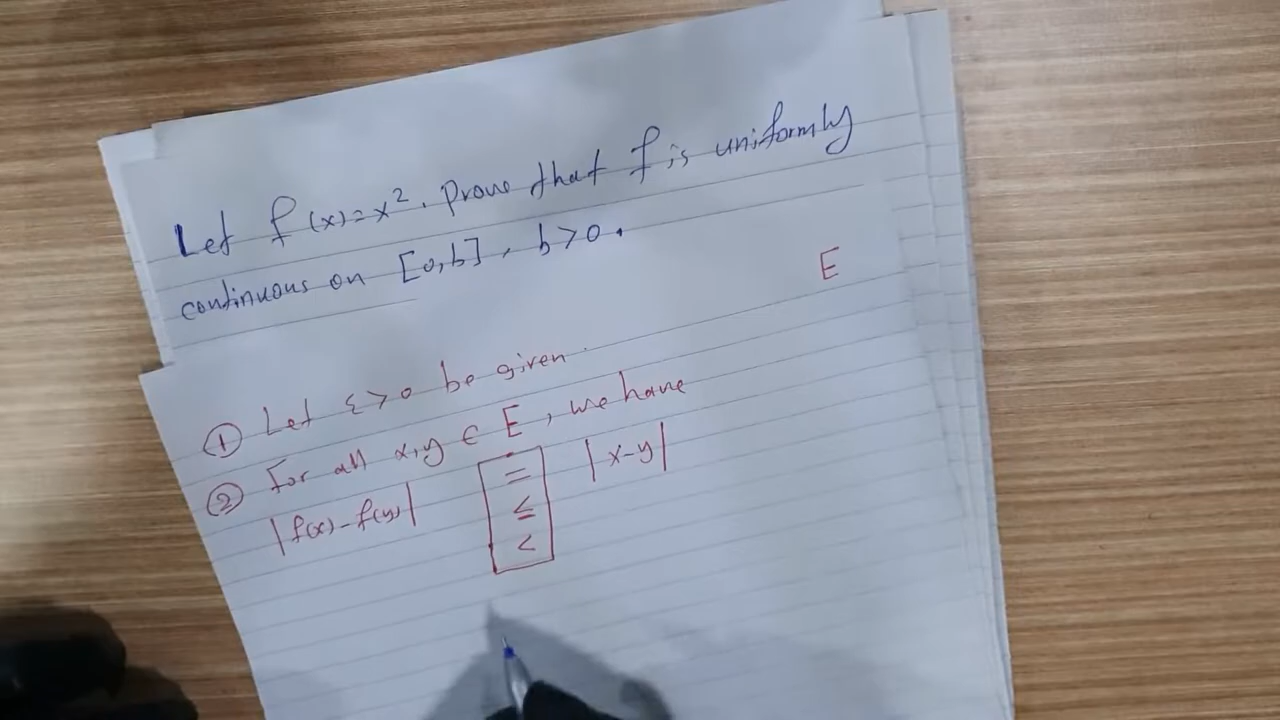 Let f(x)=x². Prove that f is uniformly
continuous on [0,b], b>0.
E
① Let ε>0 be given.
② For all x,y ∈ E, we have
|f(x)-f(y)| = |x-y|
≤
<